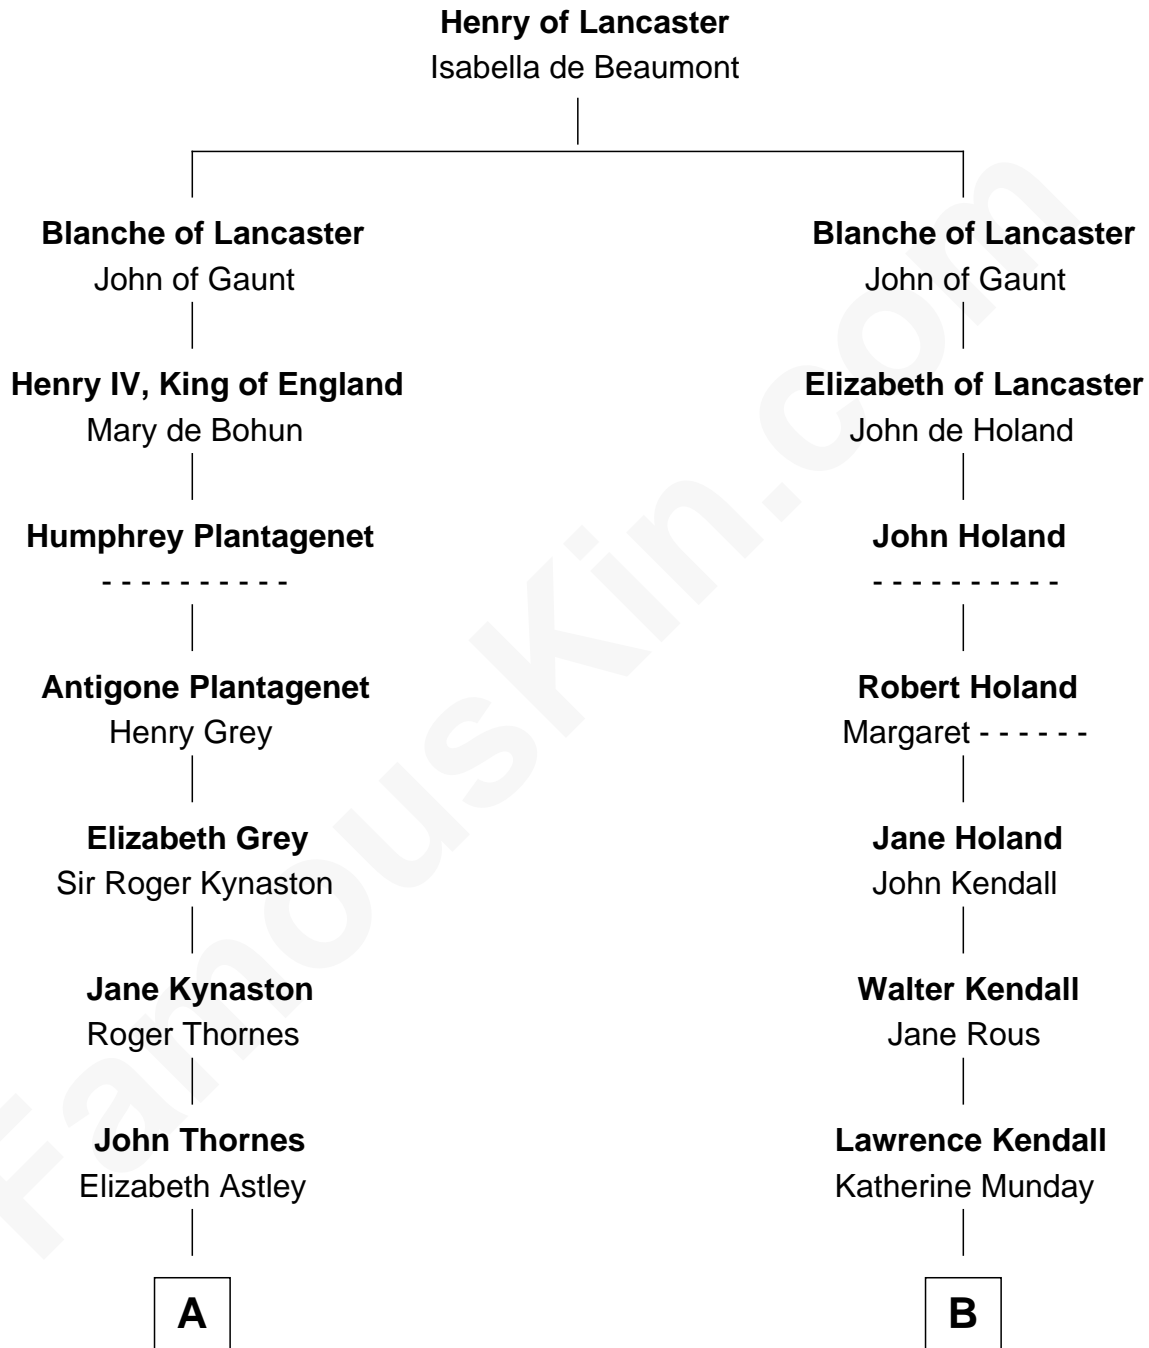 Henry of Lancaster
Isabella de Beaumont
Blanche of Lancaster
John of Gaunt
Henry IV, King of England
Mary de Bohun
Humphrey Plantagenet
- - - - - - - - - -
Antigone Plantagenet
Henry Grey
Elizabeth Grey
Sir Roger Kynaston
Jane Kynaston
Roger Thornes
John Thornes
Elizabeth Astley
A
Blanche of Lancaster
John of Gaunt
Elizabeth of Lancaster
John de Holand
John Holand
- - - - - - - - - -
Robert Holand
Margaret - - - - - -
Jane Holand
John Kendall
Walter Kendall
Jane Rous
Lawrence Kendall
Katherine Munday
B
FamousKin.com